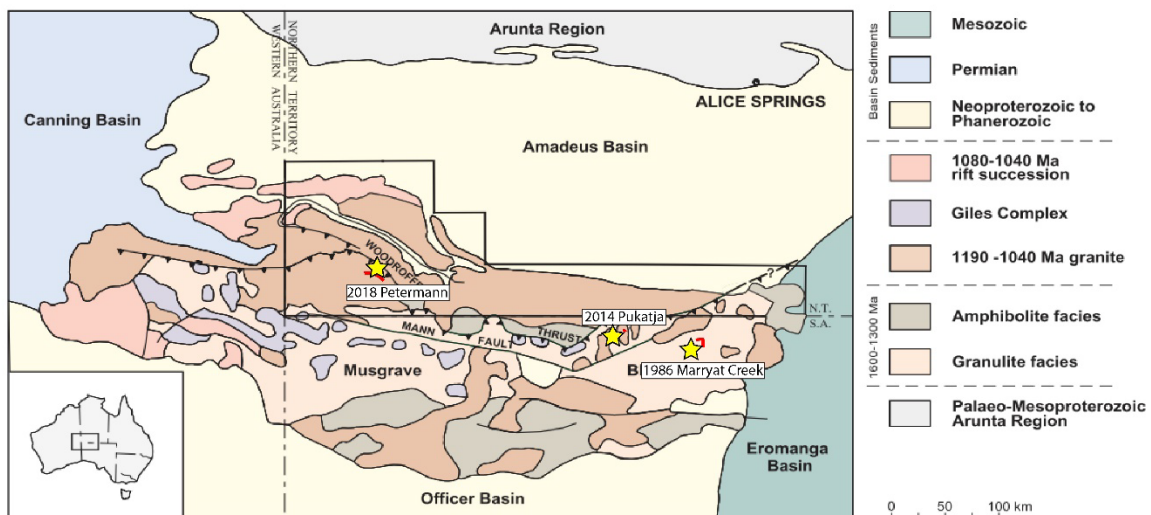 Arunta Region
NORTHERN TERRITORY
WESTERN AUSTRALIA
ALICE SPRINGS
Canning Basin
Amadeus Basin
WOODROFFE
2018 Petermann
2014 Pukatja
1986 Marryat Creek
?
N.T.
S.A.
MANN
FAULT
THRUST
Musgrave
B
Eromanga
Basin
Officer Basin
Basin Sediments
Mesozoic
Permian
Neoproterozoic to
Phanerozoic
1080-1040 Ma
rift succession
Giles Complex
1190 -1040 Ma granite
1600-1300 Ma
Amphibolite facies
Granulite facies
Palaeo-Mesoproterozoic
Arunta Region
0 50 100 km